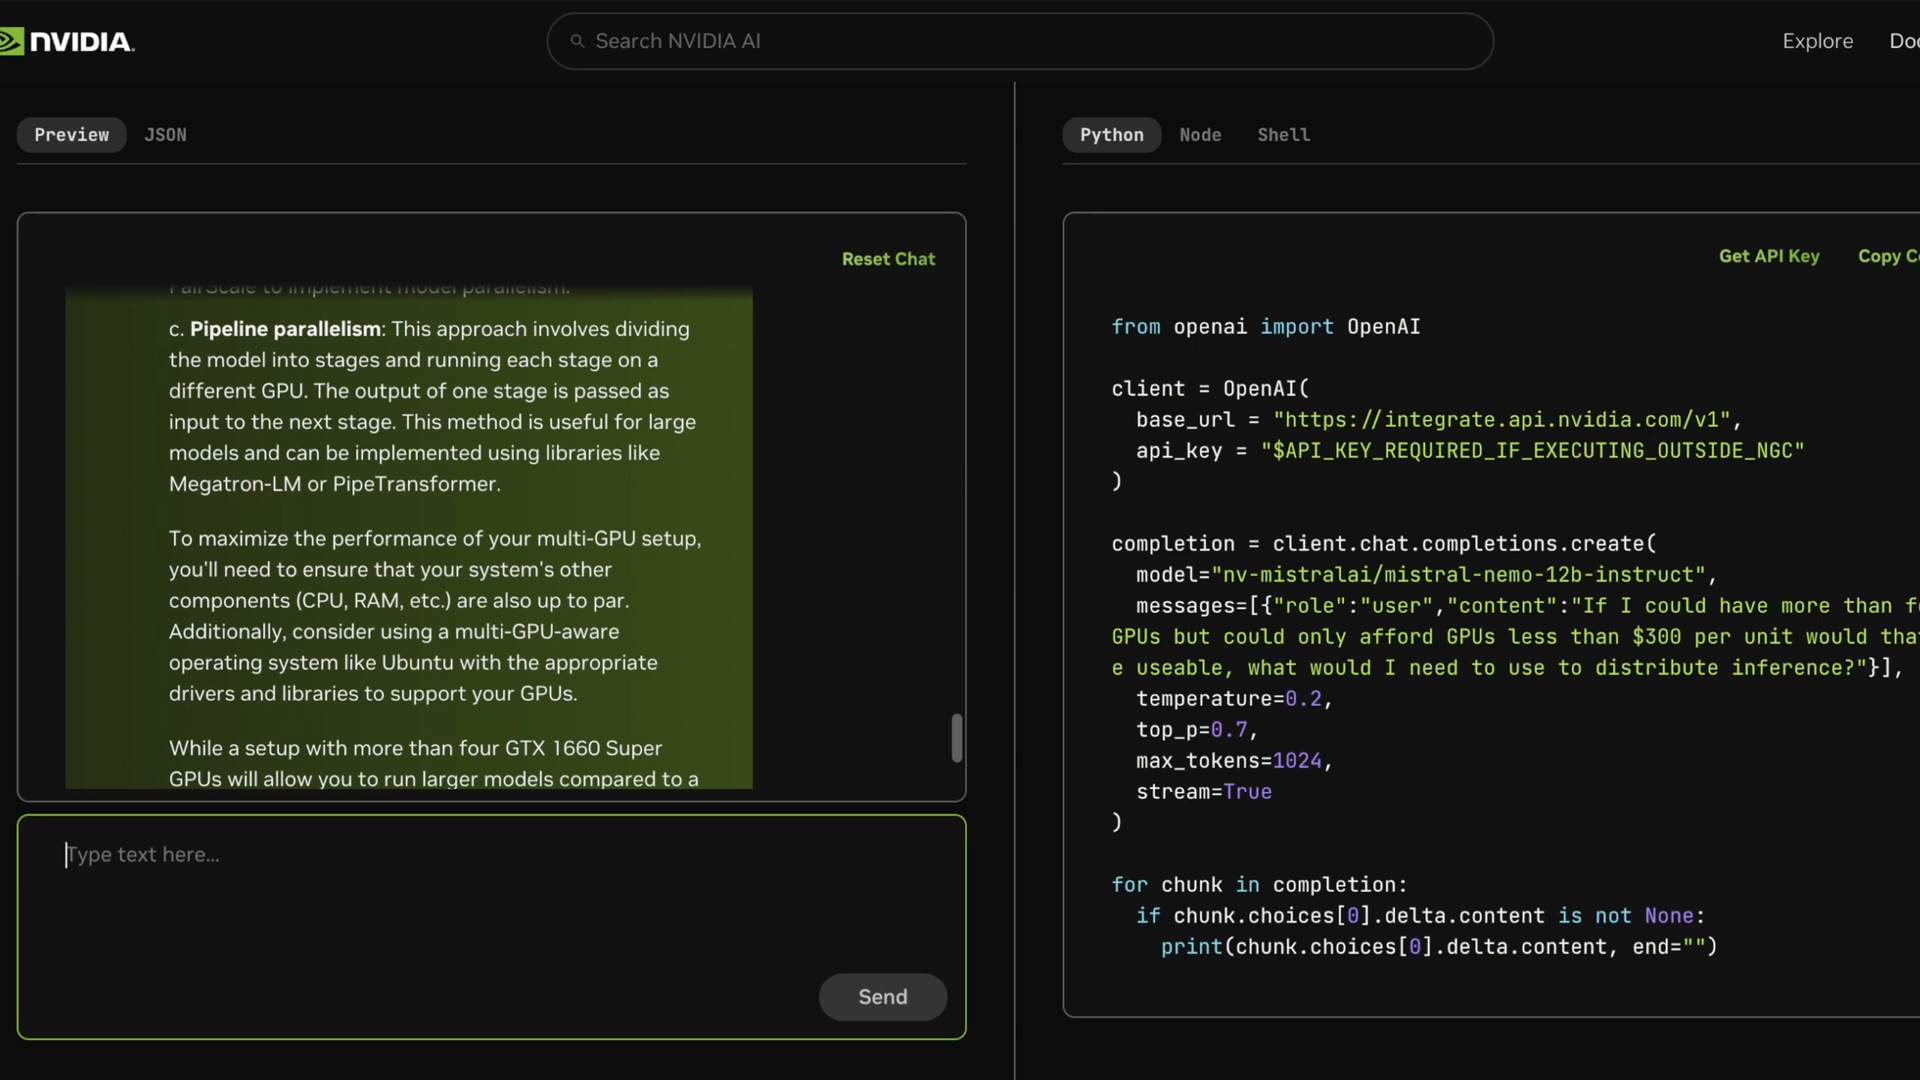 NVIDIA.
Search NVIDIA AI
Explore
Preview
JSON
Python
Node
Shell
Reset Chat
FairScale to implement model parallelism.
c. Pipeline parallelism: This approach involves dividing
the model into stages and running each stage on a
different GPU. The output of one stage is passed as
input to the next stage. This method is useful for large
models and can be implemented using libraries like
Megatron-LM or PipeTransformer.
To maximize the performance of your multi-GPU setup,
you'll need to ensure that your system's other
components (CPU, RAM, etc.) are also up to par.
Additionally, consider using a multi-GPU-aware
operating system like Ubuntu with the appropriate
drivers and libraries to support your GPUs.
While a setup with more than four GTX 1660 Super
GPUs will allow you to run larger models compared to a
Type text here...
Send
Get API Key
Copy
from openai import OpenAI
client = OpenAI(
base_url = "https://integrate.api.nvidia.com/v1",
api_key = "$API_KEY_REQUIRED_IF_EXECUTING_OUTSIDE_NGC"
)
completion = client.chat.completions.create(
model="nv-mistralai/mistral-nemo-12b-instruct",
messages=[{"role":"user","content":"If I could have more than
GPUs but could only afford GPUs less than $300 per unit would
e useable, what would I need to use to distribute inference?"}],
temperature=0.2,
top_p=0.7,
max_tokens=1024,
stream=True
)
for chunk in completion:
if chunk.choices[0].delta.content is not None:
print(chunk.choices[0].delta.content, end="")